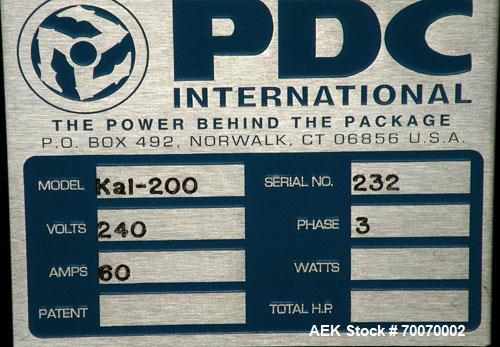 PDC
INTERNATIONAL
THE POWER BEHIND THE PACKAGE
P.O. BOX 492, NORWALK, CT 06856 U.S.A.
MODEL Kal-200 SERIAL NO. 232
VOLTS 240 PHASE 3
AMPS 60 WATTS
PATENT TOTAL H.P.
AEK Stock # 70070002